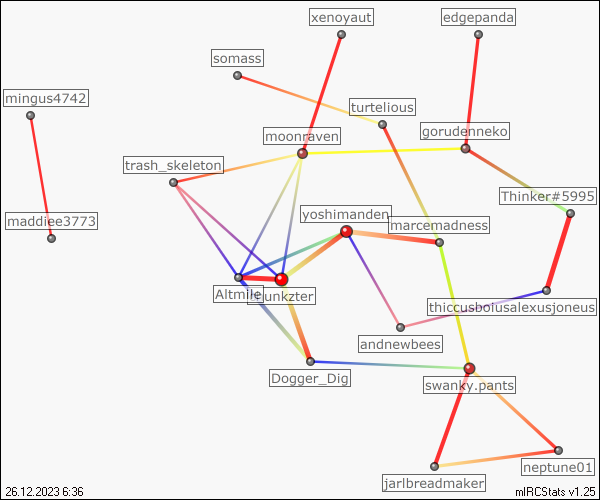 xenoyaut
edgepanda
somass
mingus4742
turtelious
gorudenneko
moonraven
trash_skeleton
Thinker#5995
yoshimanden
maddiee3773
marcemadness
Altmile
thiccusbolusalexusjoneus
andnewbees
Dogger_Dig
swanky.pants
neptune01
jarlbreadmaker
26.12.2023 6:36
mIRCStats v1.25